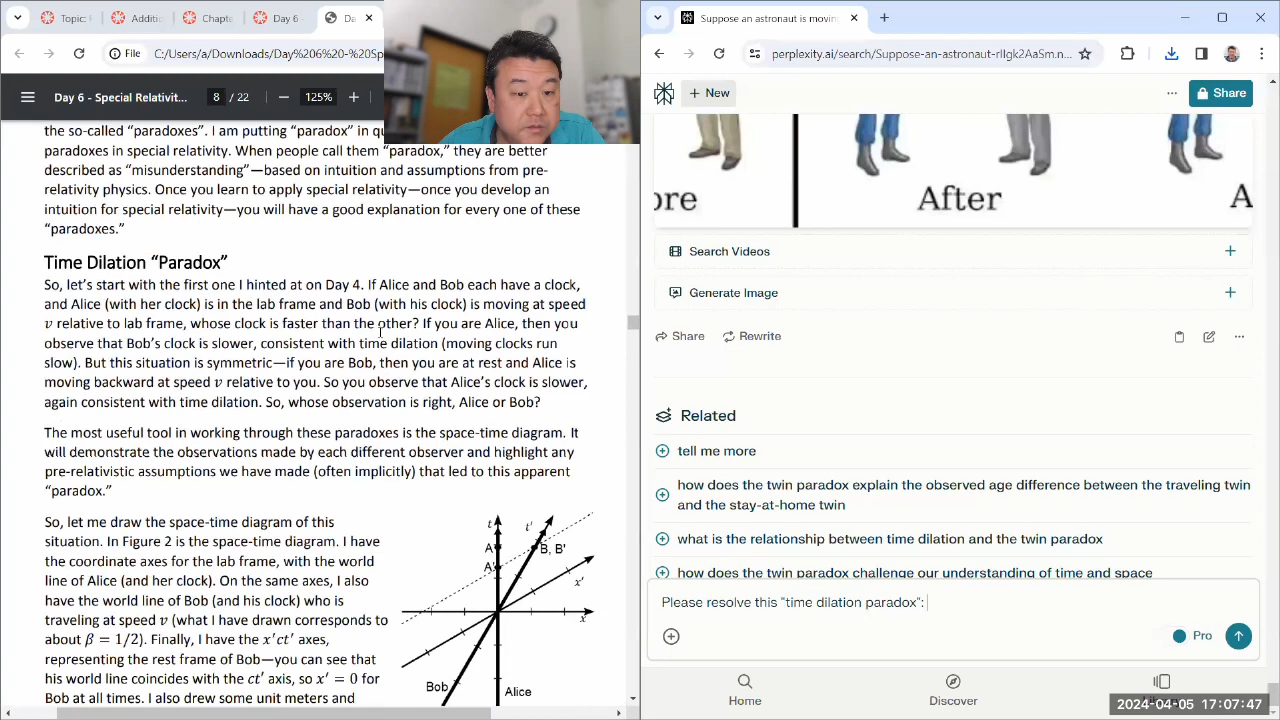 Topic :
Additio
Chapte
Day 6 -
Da
Suppose an astronaut is movin
File
C:/Users/a/Downloads/Day%206%20-%20Sp
perplexity.ai/search/Suppose-an-astronaut-rIIgk2AaSm.n...
Day 6 - Special Relativit...
8 / 22
125%
New
Share
the so-called “paradoxes”. I am putting “paradox” in qu
paradoxes in special relativity. When people call them “paradox,” they are better
described as “misunderstanding”—based on intuition and assumptions from pre-
relativity physics. Once you learn to apply special relativity—once you develop an
intuition for special relativity—you will have a good explanation for every one of these
“paradoxes.”
Time Dilation “Paradox”
So, let’s start with the first one I hinted at on Day 4. If Alice and Bob each have a clock,
and Alice (with her clock) is in the lab frame and Bob (with his clock) is moving at speed
v relative to lab frame, whose clock is faster than the other? If you are Alice, then you
observe that Bob’s clock is slower, consistent with time dilation (moving clocks run
slow). But this situation is symmetric—if you are Bob, then you are at rest and Alice is
moving backward at speed v relative to you. So you observe that Alice’s clock is slower,
again consistent with time dilation. So, whose observation is right, Alice or Bob?
The most useful tool in working through these paradoxes is the space-time diagram. It
will demonstrate the observations made by each different observer and highlight any
pre-relativistic assumptions we have made (often implicitly) that led to this apparent
“paradox.”
So, let me draw the space-time diagram of this
situation. In Figure 2 is the space-time diagram. I have
the coordinate axes for the lab frame, with the world
line of Alice (and her clock). On the same axes, I also
have the world line of Bob (and his clock) who is
traveling at speed v (what I have drawn corresponds to
about β = 1/2). Finally, I have the x′ct′ axes,
representing the rest frame of Bob—you can see that
his world line coincides with the ct′ axis, so x′ = 0 for
Bob at all times. I also drew some unit meters and
t
t'
A
B, B'
A'
x'
x
Bob
Alice
ore
After
A
Search Videos
Generate Image
Share
Rewrite
Related
tell me more
how does the twin paradox explain the observed age difference between the traveling twin
and the stay-at-home twin
what is the relationship between time dilation and the twin paradox
how does the twin paradox challenge our understanding of time and space
Please resolve this "time dilation paradox":
Pro
Home
Discover
2024-04-05 17:07:47